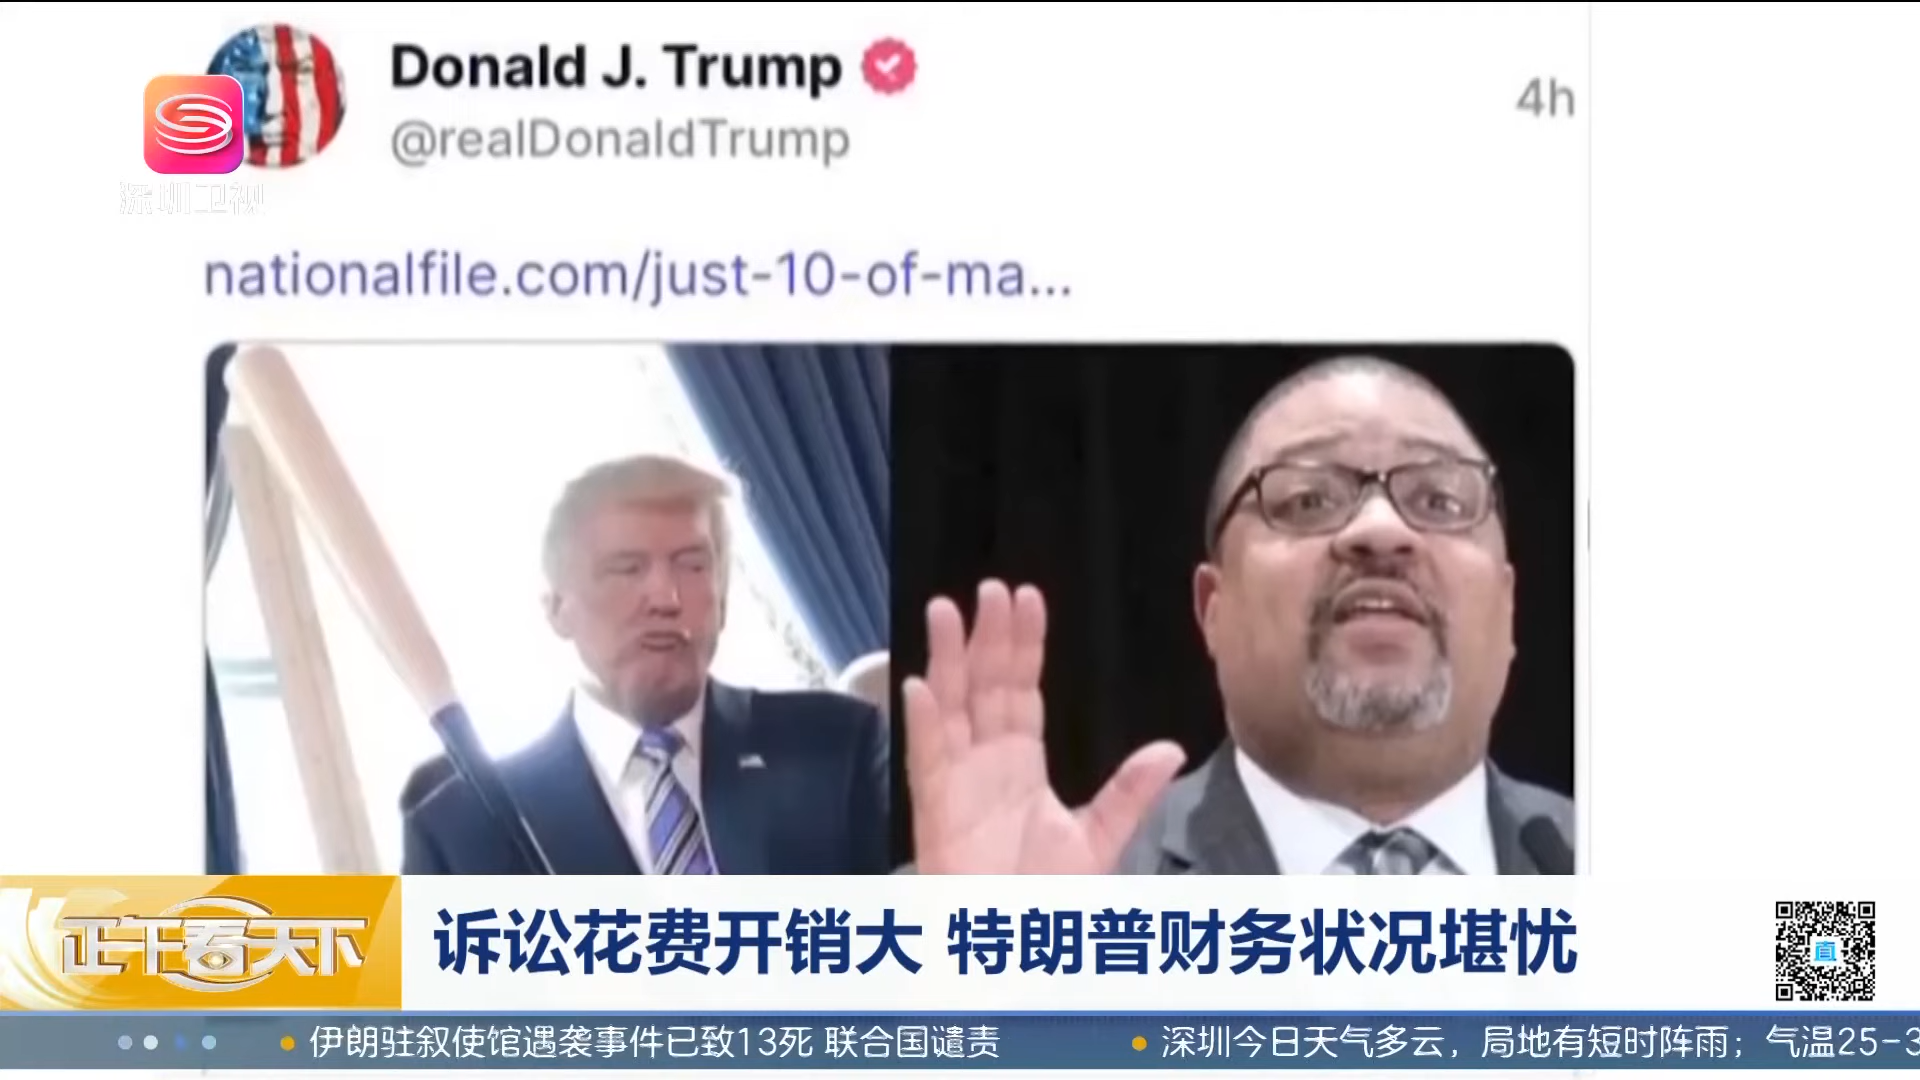 Donald J. Trump
@realDonaldTrump
4h
深圳卫视
nationalfile.com/just-10-of-ma...
正午看天下
诉讼花费开销大 特朗普财务状况堪忧
直
伊朗驻叙使馆遇袭事件已致13死 联合国谴责
深圳今日天气多云，局地有短时阵雨；气温25-3